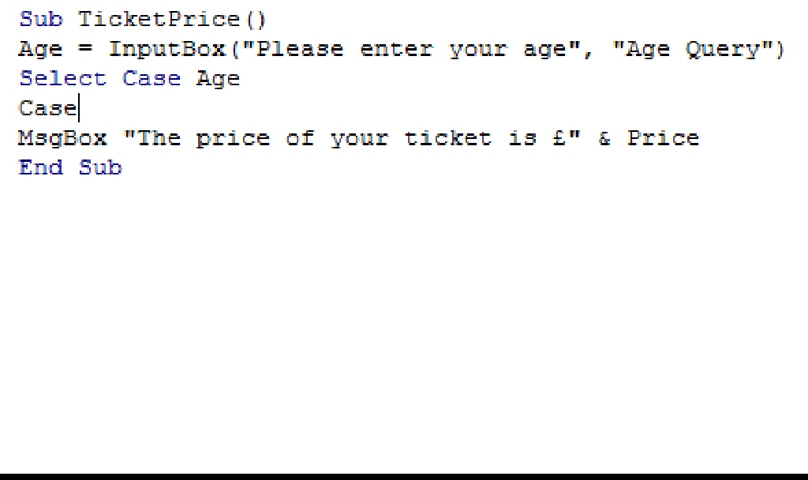 Sub TicketPrice()
Age = InputBox("Please enter your age", "Age Query")
Select Case Age
Case
MsgBox "The price of your ticket is £" & Price
End Sub